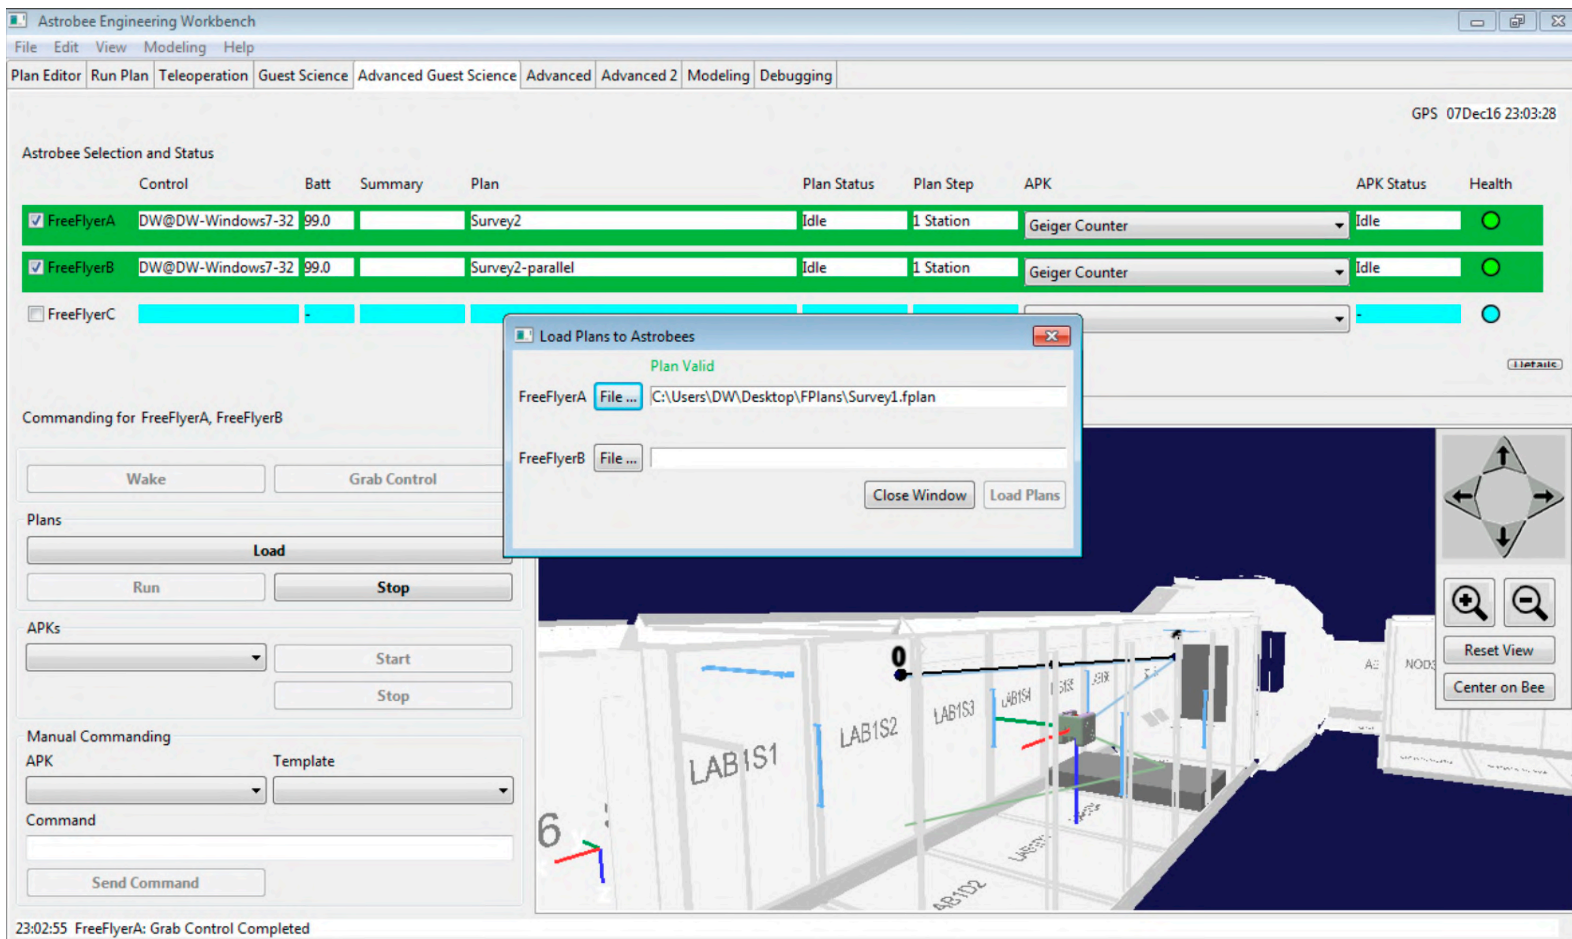 Astrobee Engineering Workbench
File Edit View Modeling Help
Plan Editor Run Plan Teleoperation Guest Science Advanced Guest Science Advanced Advanced 2 Modeling Debugging
GPS 07Dec16 23:03:28
Astrobee Selection and Status
Control Batt Summary Plan Plan Status Plan Step APK APK Status Health
FreeFlyerA DW@DW-Windows7-32 99.0 Survey2 Idle 1 Station Geiger Counter Idle
FreeFlyerB DW@DW-Windows7-32 99.0 Survey2-parallel Idle 1 Station Geiger Counter Idle
FreeFlyerC - -
Details
Load Plans to Astrobees
Plan Valid
FreeFlyerA File ... C:\Users\DW\Desktop\FPlans\Survey1.fplan
FreeFlyerB File ...
Close Window Load Plans
Commanding for FreeFlyerA, FreeFlyerB
Wake Grab Control
Plans
Load
Run Stop
APKs
Start
Stop
Manual Commanding
APK Template
Command
Send Command
Reset View
Center on Bee
0
LAB1S1 LAB1S2 LAB1S3 LAB1S4
6
AB1D2
NOD3
23:02:55 FreeFlyerA: Grab Control Completed